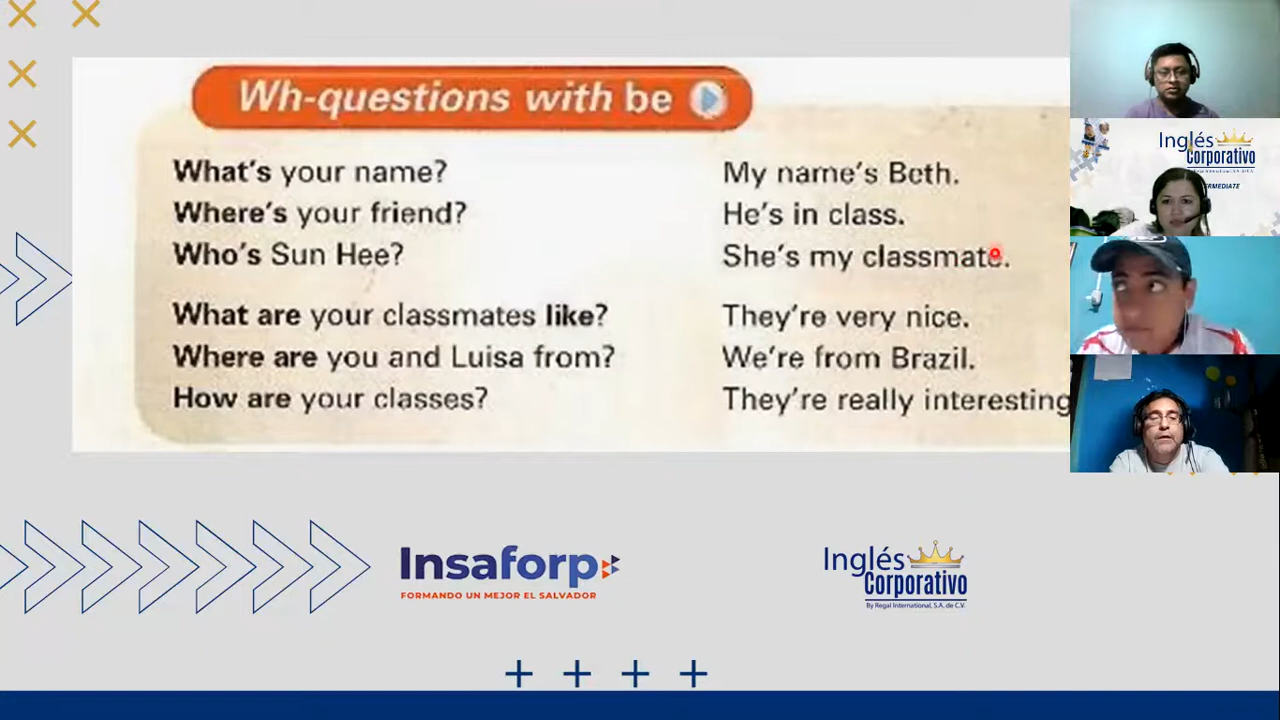 Wh-questions with be
What's your name? My name's Beth.
Where's your friend? He's in class.
Who's Sun Hee? She's my classmate.
What are your classmates like? They're very nice.
Where are you and Luisa from? We're from Brazil.
How are your classes? They're really interesting
Inglés
Corporativo
Insaforp
FORMANDO UN MEJOR EL SALVADOR
Inglés
Corporativo
By Regal International, S.A. de C.V.